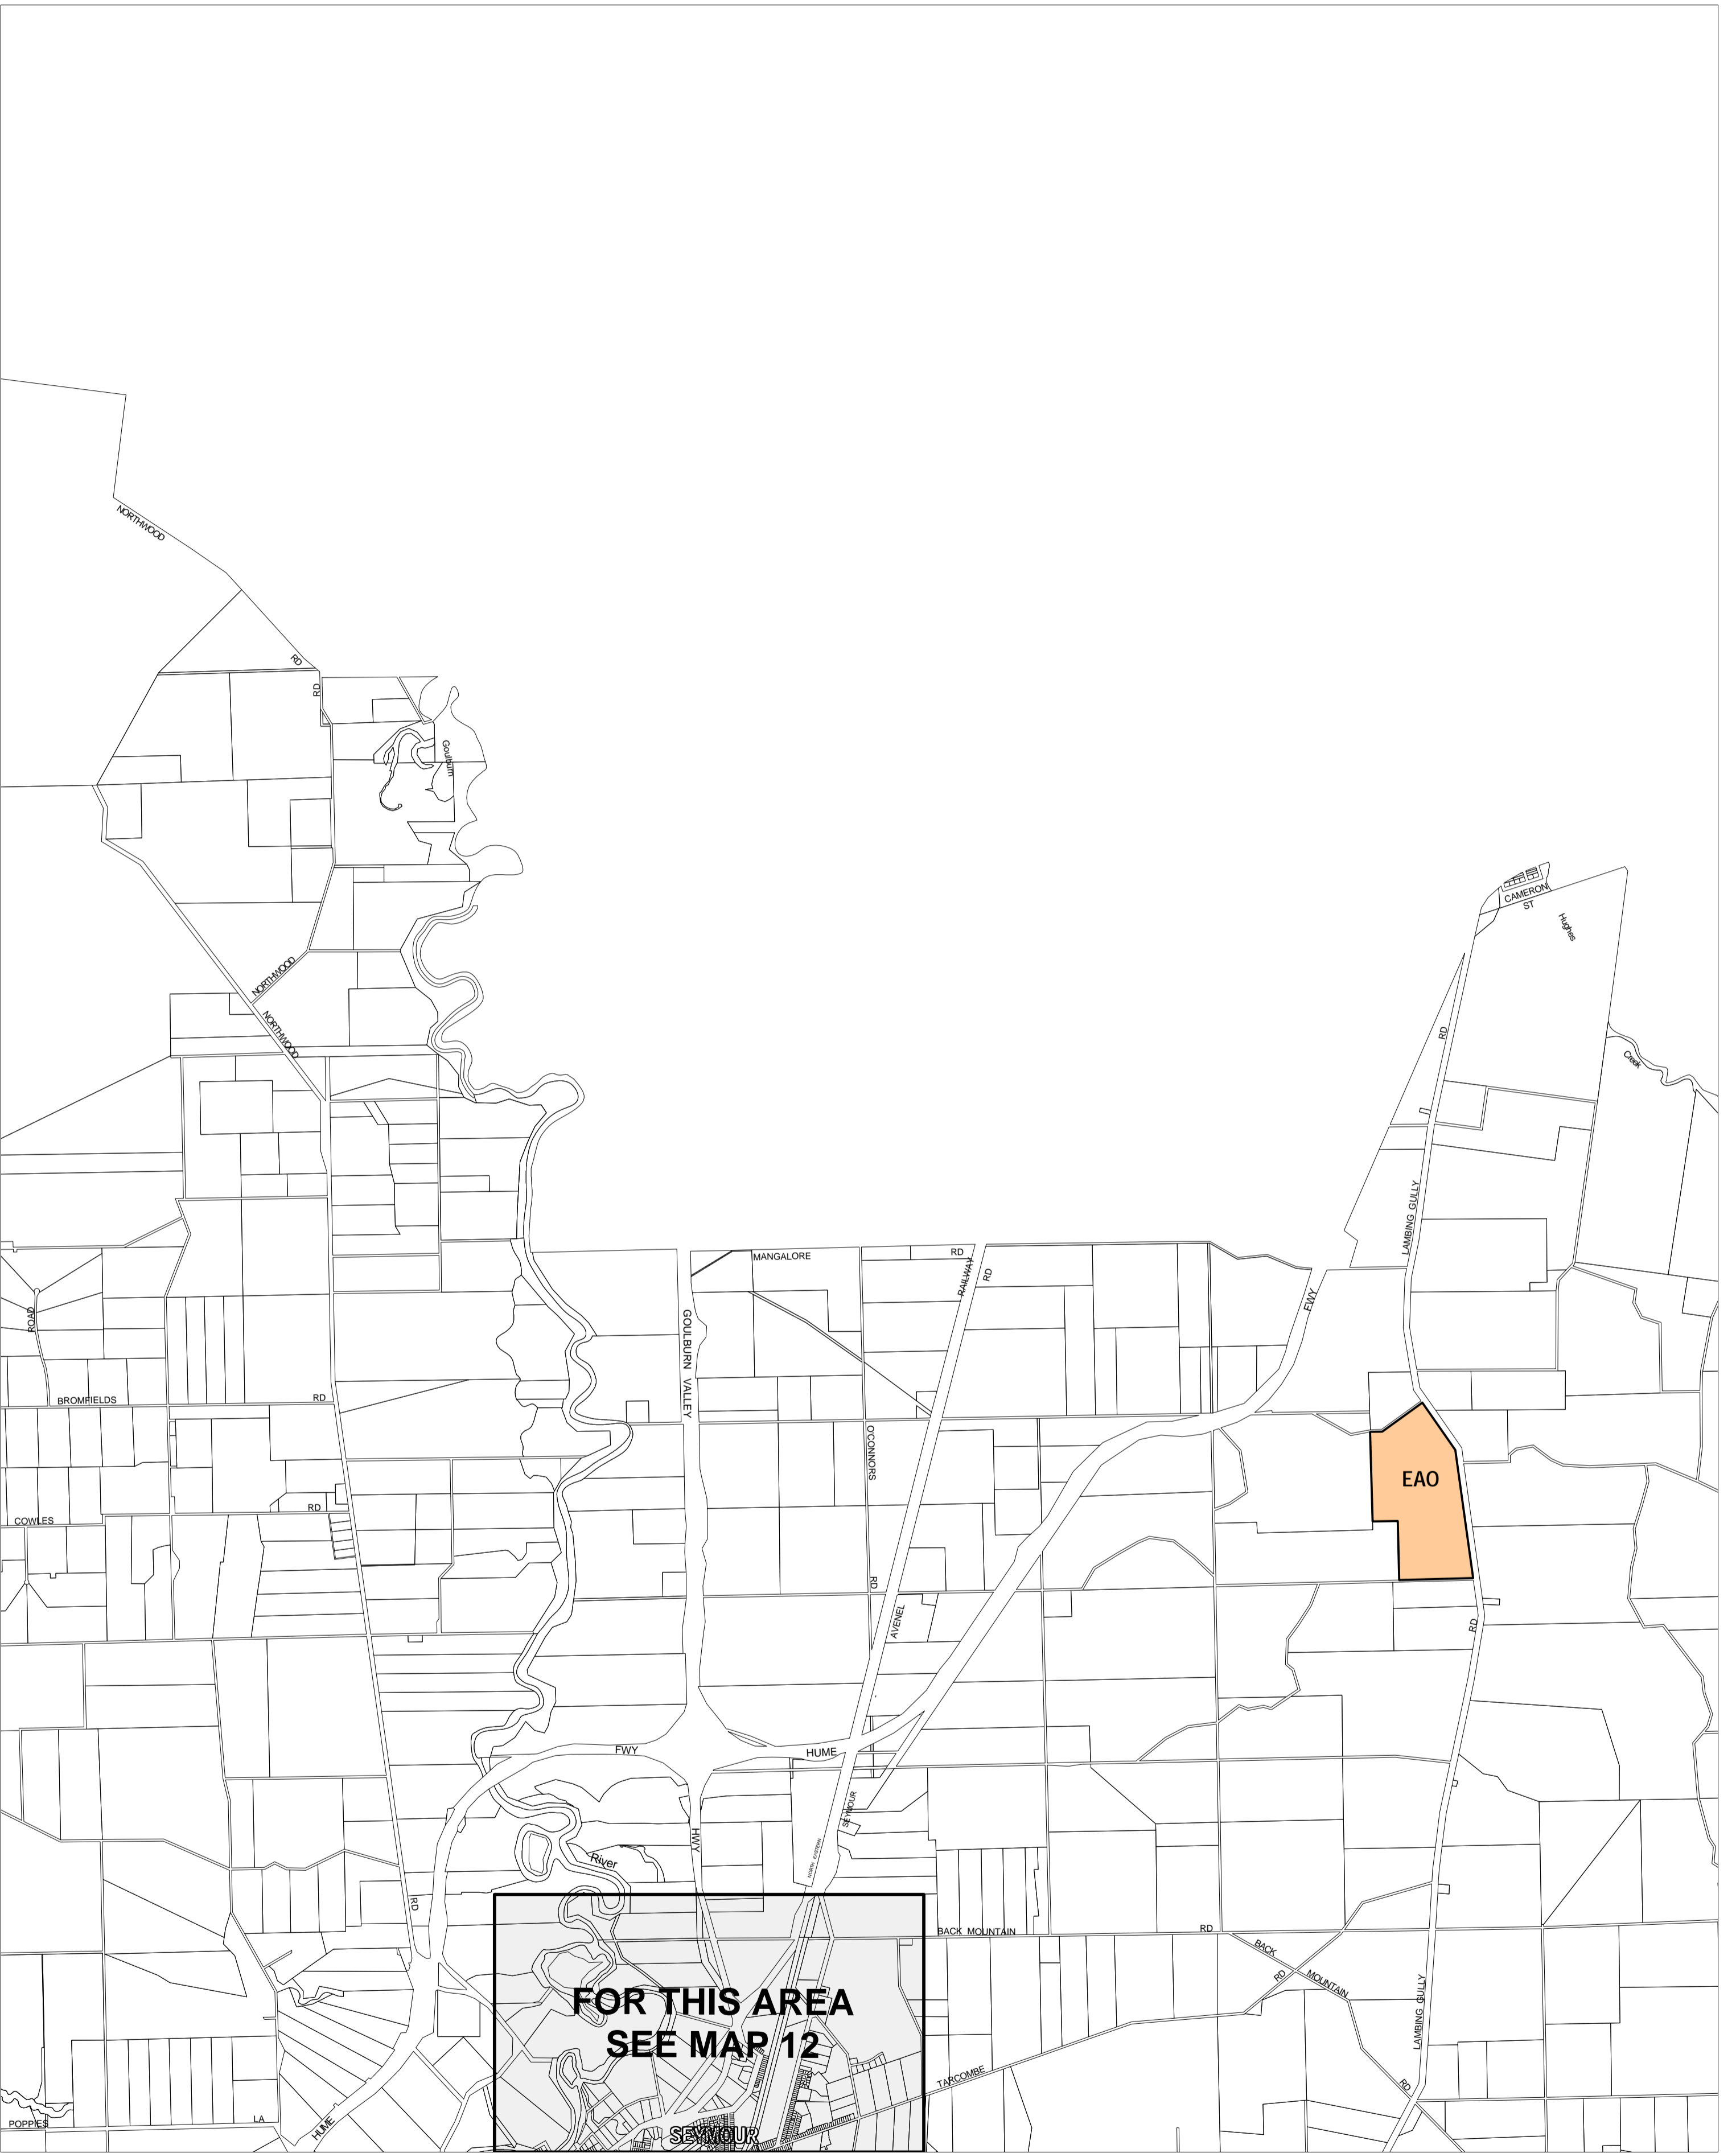 NORTHWOOD
RD
RD
Goulburn
CAMERON
ST
Hughes
NORTHWOOD
NORTHWOOD
RD
Creek
LAMBING GULLY
MANGALORE
RD
RAILWAY
RD
FWY
ROAD
GOULBURN VALLEY
BROMFIELDS
RD
O'CONNORS
EAO
COWLES
RD
RD
AVENEL
RD
FWY
HUME
SEYMOUR
HWY
NORTH EASTERN
River
RD
BACK MOUNTAIN
RD
BACK
MOUNTAIN
RD
FOR THIS AREA
SEE MAP 12
LAMBING GULLY
TARCOMBE
RD
POPPIES
LA
HUME
SEYMOUR